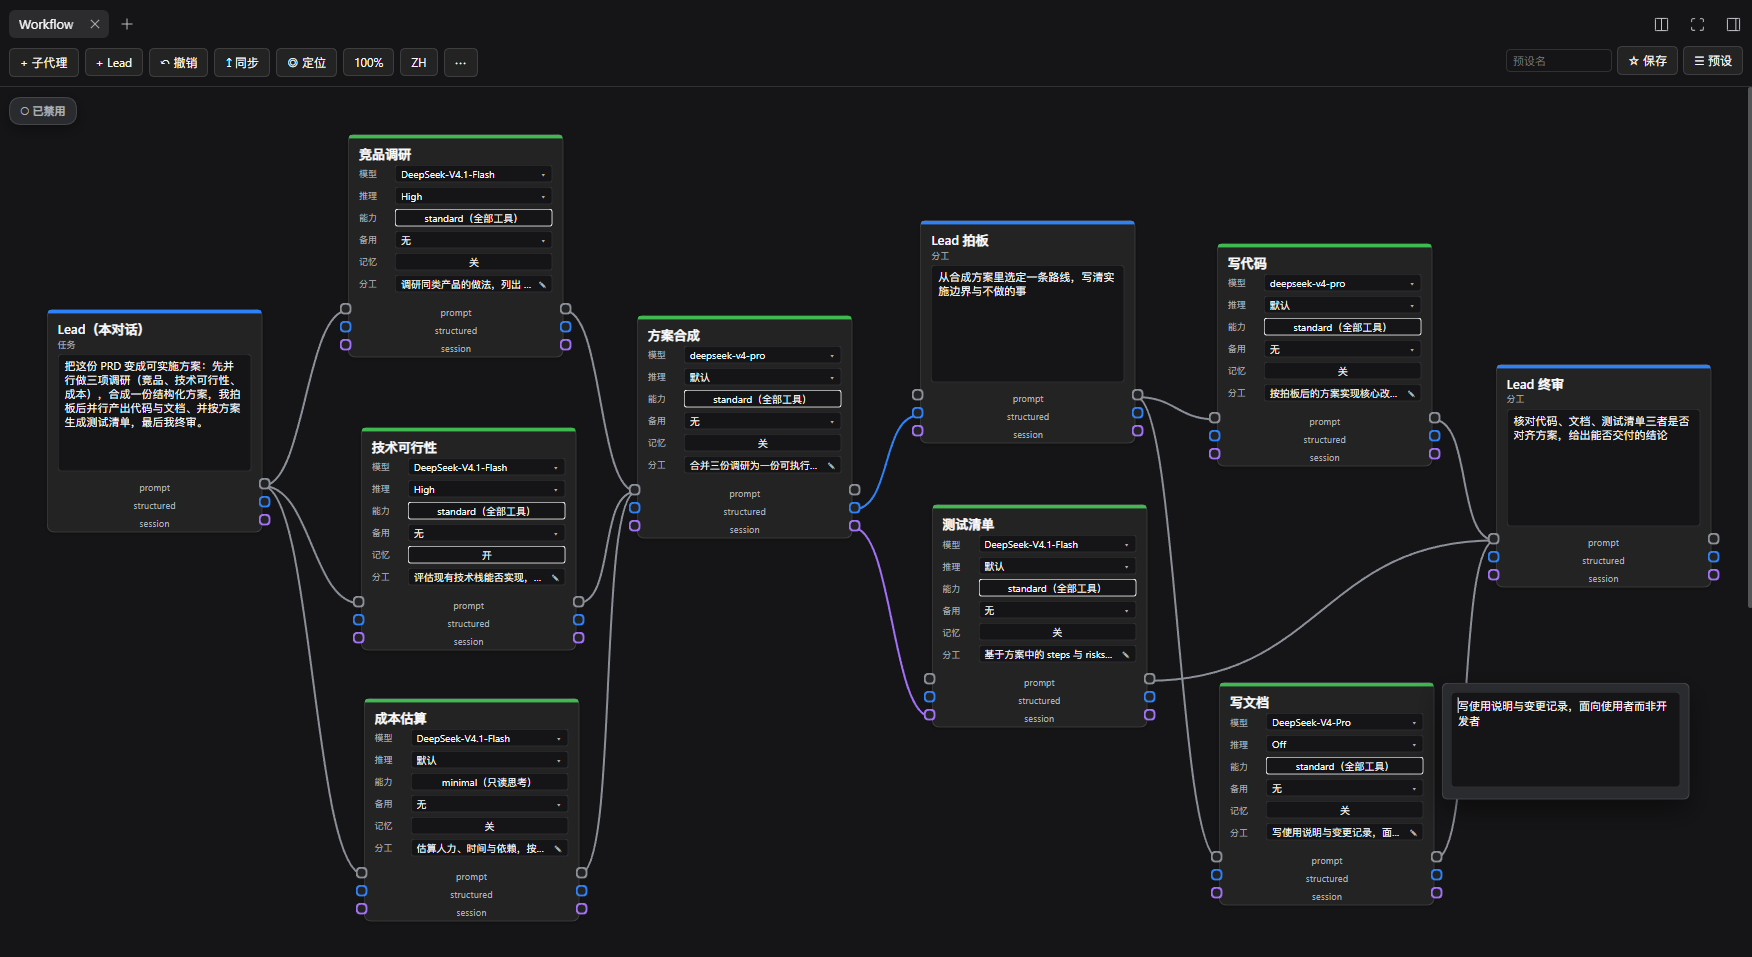 Workflow
+ 子代理
+ Lead
撤销
同步
定位
100%
ZH
...
预设名
保存
预设
已禁用
Lead（本对话）
任务
把这份 PRD 变成可实施方案：先并
行做三项调研（竞品、技术可行性、
成本），合成一份结构化方案，我拍
板后并行产出代码与文档、并按方案
生成测试清单，最后我终审。
prompt
structured
session
竞品调研
模型 DeepSeek-V4.1-Flash
推理 High
能力 standard（全部工具）
备用 无
记忆 关
分工 调研同类产品的做法，列出 ...
prompt
structured
session
技术可行性
模型 DeepSeek-V4.1-Flash
推理 High
能力 standard（全部工具）
备用 无
记忆 开
分工 评估现有技术栈能否实现，...
prompt
structured
session
成本估算
模型 DeepSeek-V4.1-Flash
推理 默认
能力 minimal（只读思考）
备用 无
记忆 关
分工 估算人力、时间与依赖，按...
prompt
structured
session
方案合成
模型 deepseek-v4-pro
推理 默认
能力 standard（全部工具）
备用 无
记忆 关
分工 合并三份调研为一份可执行...
prompt
structured
session
Lead 拍板
分工
从合成方案里选定一条路线，写清实
施边界与不做的事
prompt
structured
session
测试清单
模型 DeepSeek-V4.1-Flash
推理 默认
能力 standard（全部工具）
备用 无
记忆 关
分工 基于方案中的 steps 与 risks...
prompt
structured
session
写代码
模型 deepseek-v4-pro
推理 默认
能力 standard（全部工具）
备用 无
记忆 关
分工 按拍板后的方案实现核心改...
prompt
structured
session
写文档
模型 DeepSeek-V4-Pro
推理 Off
能力 standard（全部工具）
备用 无
记忆 关
分工 写使用说明与变更记录，面...
prompt
structured
session
写使用说明与变更记录，面向使用者而非开
发者
Lead 终审
分工
核对代码、文档、测试清单三者是否
对齐方案，给出能否交付的结论
prompt
structured
session